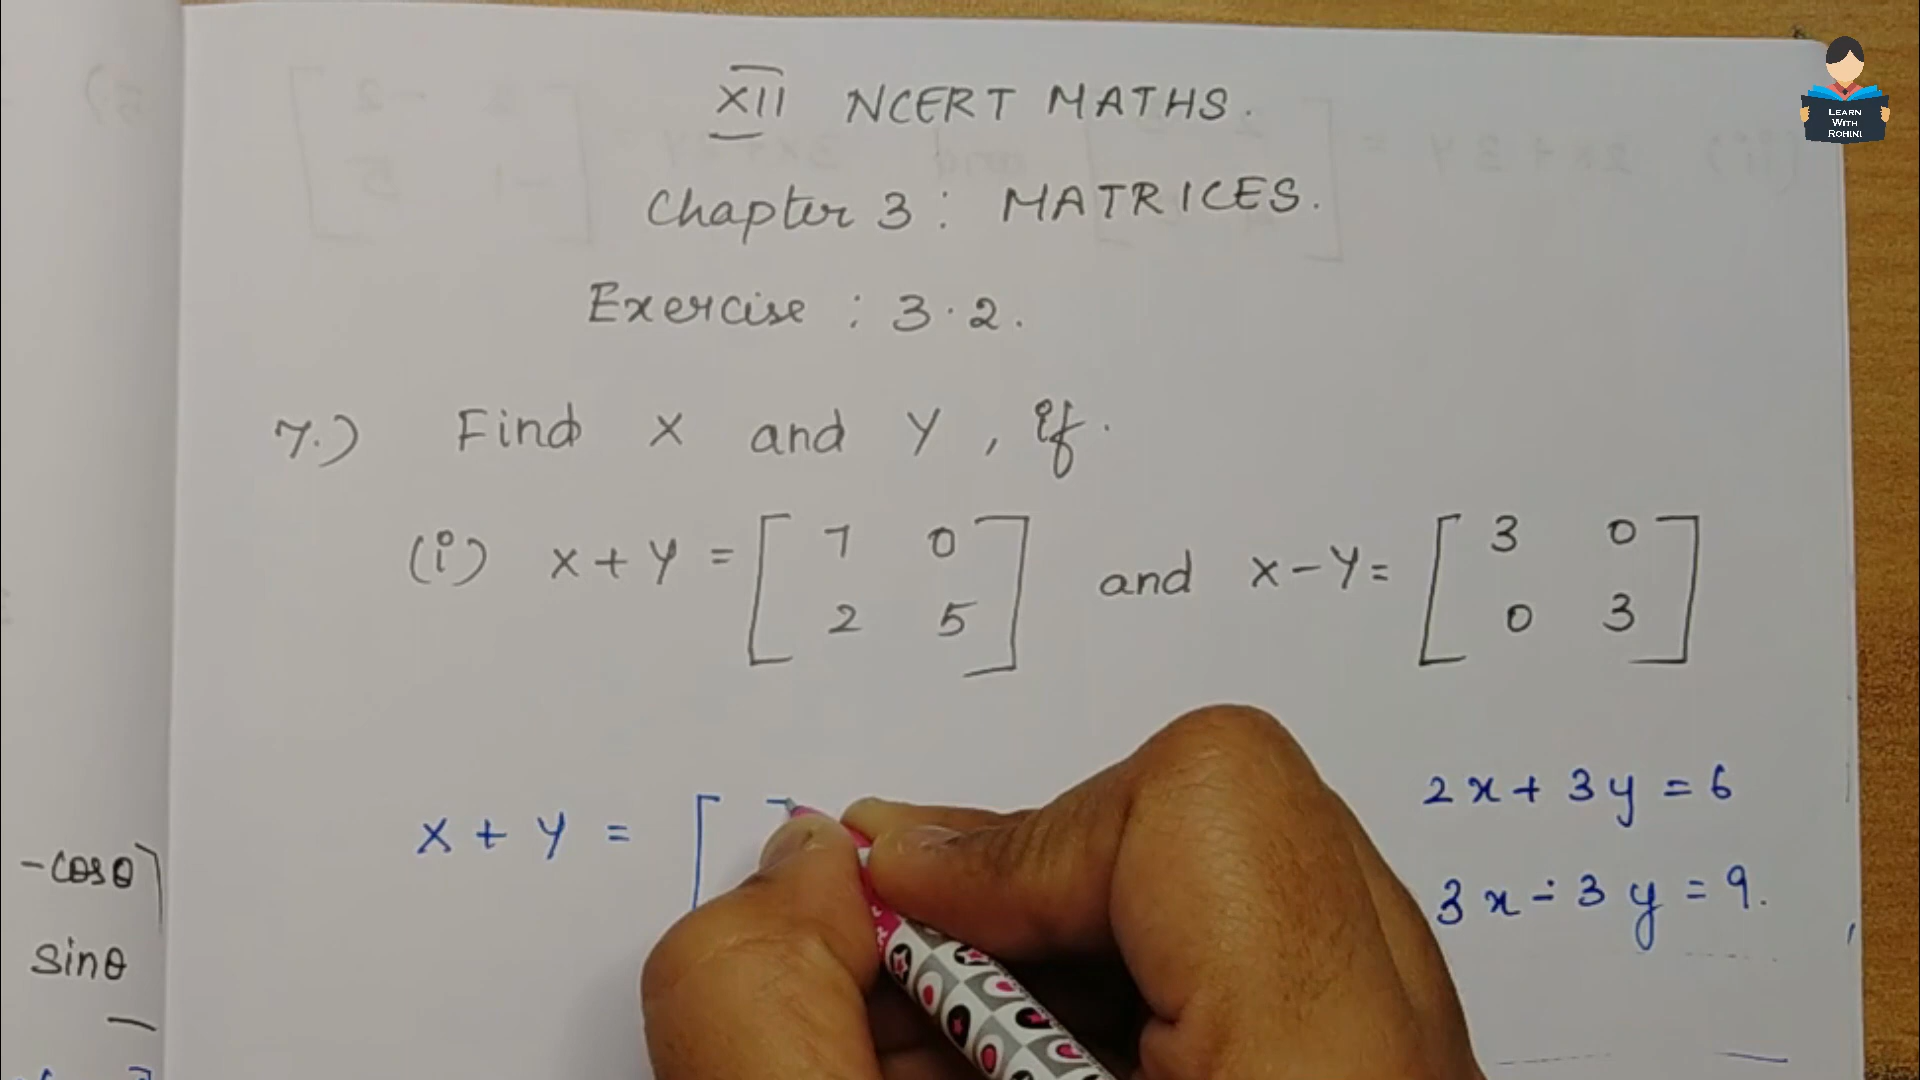 LEARN
WITH
ROHINI
XII NCERT MATHS.
Chapter 3 : MATRICES.
Exercise : 3.2.
7.) Find X and Y, if.
(i) X + Y = [ 7 0 and X - Y = [ 3 0 ]
2 5 ] 0 3
X + Y = [ 7
2x + 3y = 6
3x - 3y = 9.
-cosθ
sinθ